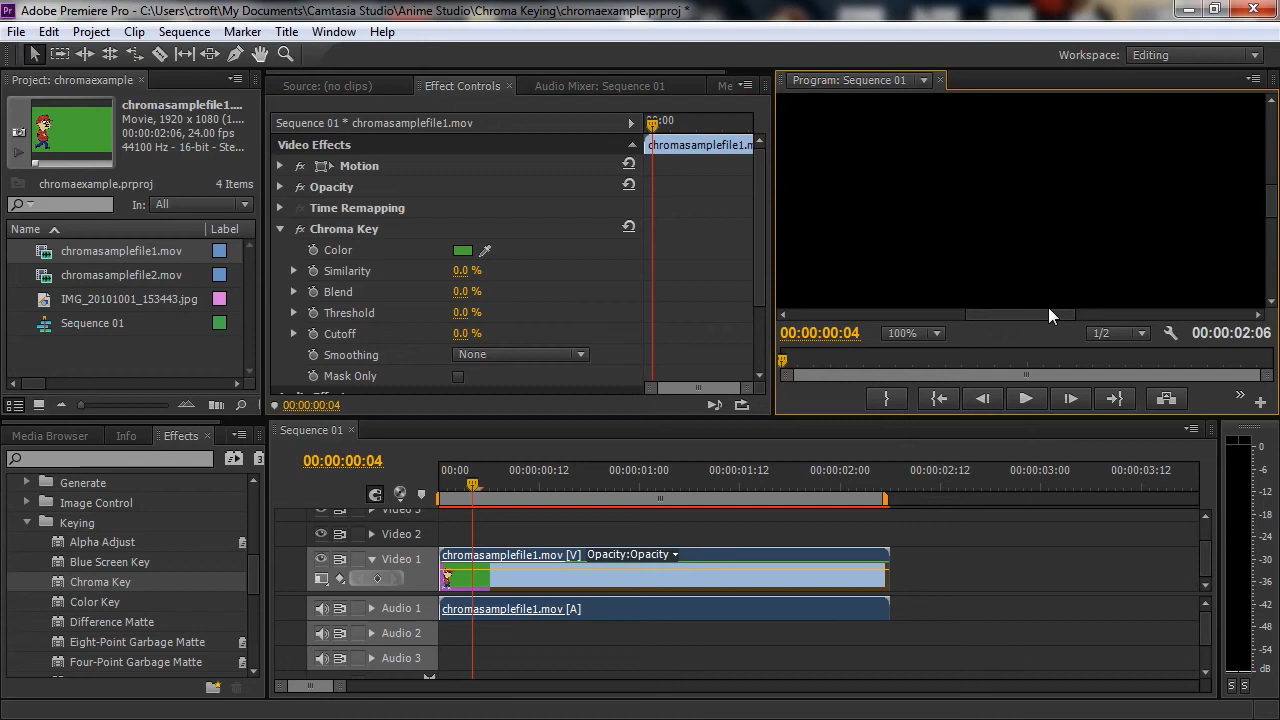 Adobe Premiere Pro - C:\Users\ctroft\My Documents\Camtasia Studio\Anime Studio\Chroma Keying\chromaexample.prproj *
File Edit Project Clip Sequence Marker Title Window Help
Workspace: Editing
Project: chromaexample
chromasamplefile1....
Movie, 1920 x 1080 (1...
00;00;02;06, 24.00 fps
44100 Hz - 16-bit - Ste...
chromaexample.prproj 4 Items
In: All
Name Label
chromasamplefile1.mov
chromasamplefile2.mov
IMG_20101001_153443.jpg
Sequence 01
Source: (no clips) Effect Controls Audio Mixer: Sequence 01 Me
Sequence 01 * chromasamplefile1.mov
:00
Video Effects
chromasamplefile1.m
fx Motion
fx Opacity
fx Time Remapping
fx Chroma Key
Color
Similarity 0.0 %
Blend 0.0 %
Threshold 0.0 %
Cutoff 0.0 %
Smoothing None
Mask Only
00:00:00:04
Program: Sequence 01
00:00:00:04 100% 1/2 00:00:02:06
Media Browser Info Effects
Generate
Image Control
Keying
Alpha Adjust
Blue Screen Key
Chroma Key
Color Key
Difference Matte
Eight-Point Garbage Matte
Four-Point Garbage Matte
Sequence 01
00:00:00:04
00:00 00:00:00:12 00:00:01:00 00:00:01:12 00:00:02:00 00:00:02:12 00:00:03:00 00:00:03:12
Video 2
Video 1 chromasamplefile1.mov [V] Opacity:Opacity
Audio 1 chromasamplefile1.mov [A]
Audio 2
Audio 3
0
-6
-12
-18
-24
-30
-36
-42
-48
-54
S S